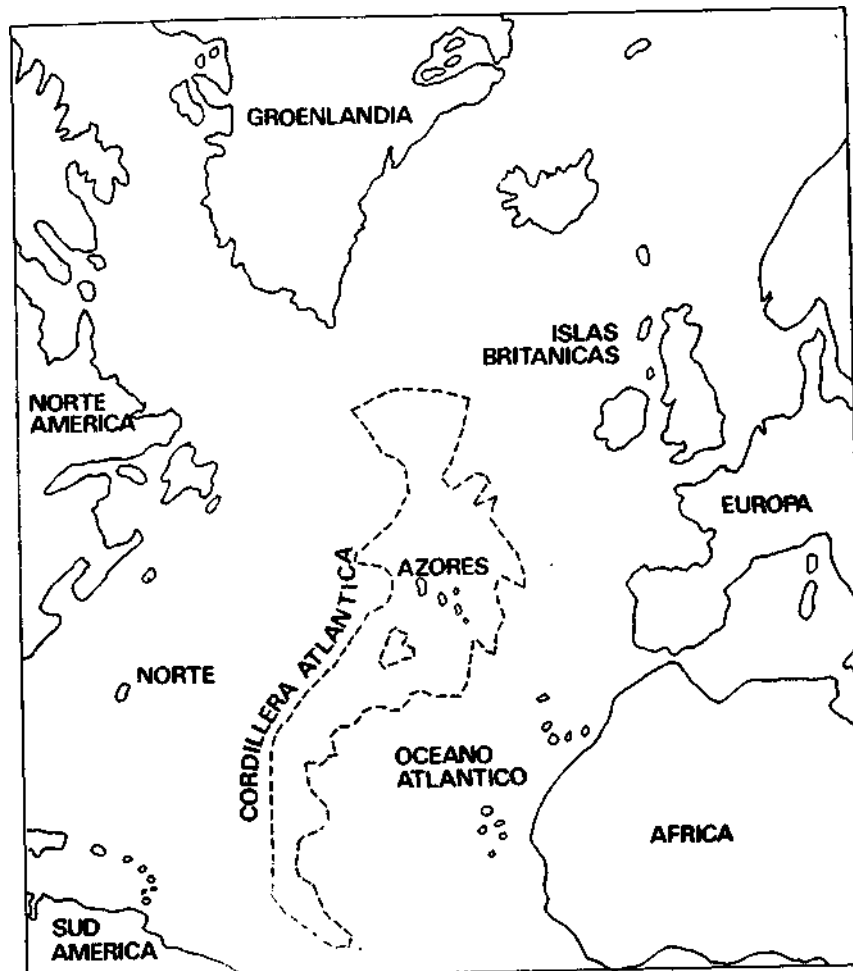 GROENLANDIA
ISLAS
BRITANICAS
NORTE
AMERICA
EUROPA
AZORES
CORDILLERA ATLANTICA
NORTE
OCEANO
ATLANTICO
AFRICA
SUD
AMERICA